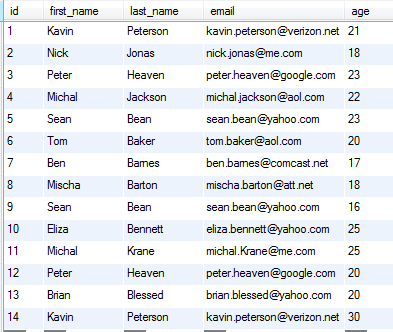 id first_name last_name email age
1 Kavin Peterson kavin.peterson@verizon.net 21
2 Nick Jonas nick.jonas@me.com 18
3 Peter Heaven peter.heaven@google.com 23
4 Michal Jackson michal.jackson@aol.com 22
5 Sean Bean sean.bean@yahoo.com 23
6 Tom Baker tom.baker@aol.com 20
7 Ben Barnes ben.barnes@comcast.net 17
8 Mischa Barton mischa.barton@att.net 18
9 Sean Bean sean.bean@yahoo.com 16
10 Eliza Bennett eliza.bennett@yahoo.com 25
11 Michal Krane michal.Krane@me.com 25
12 Peter Heaven peter.heaven@google.com 20
13 Brian Blessed brian.blessed@yahoo.com 20
14 Kavin Peterson kavin.peterson@verizon.net 30